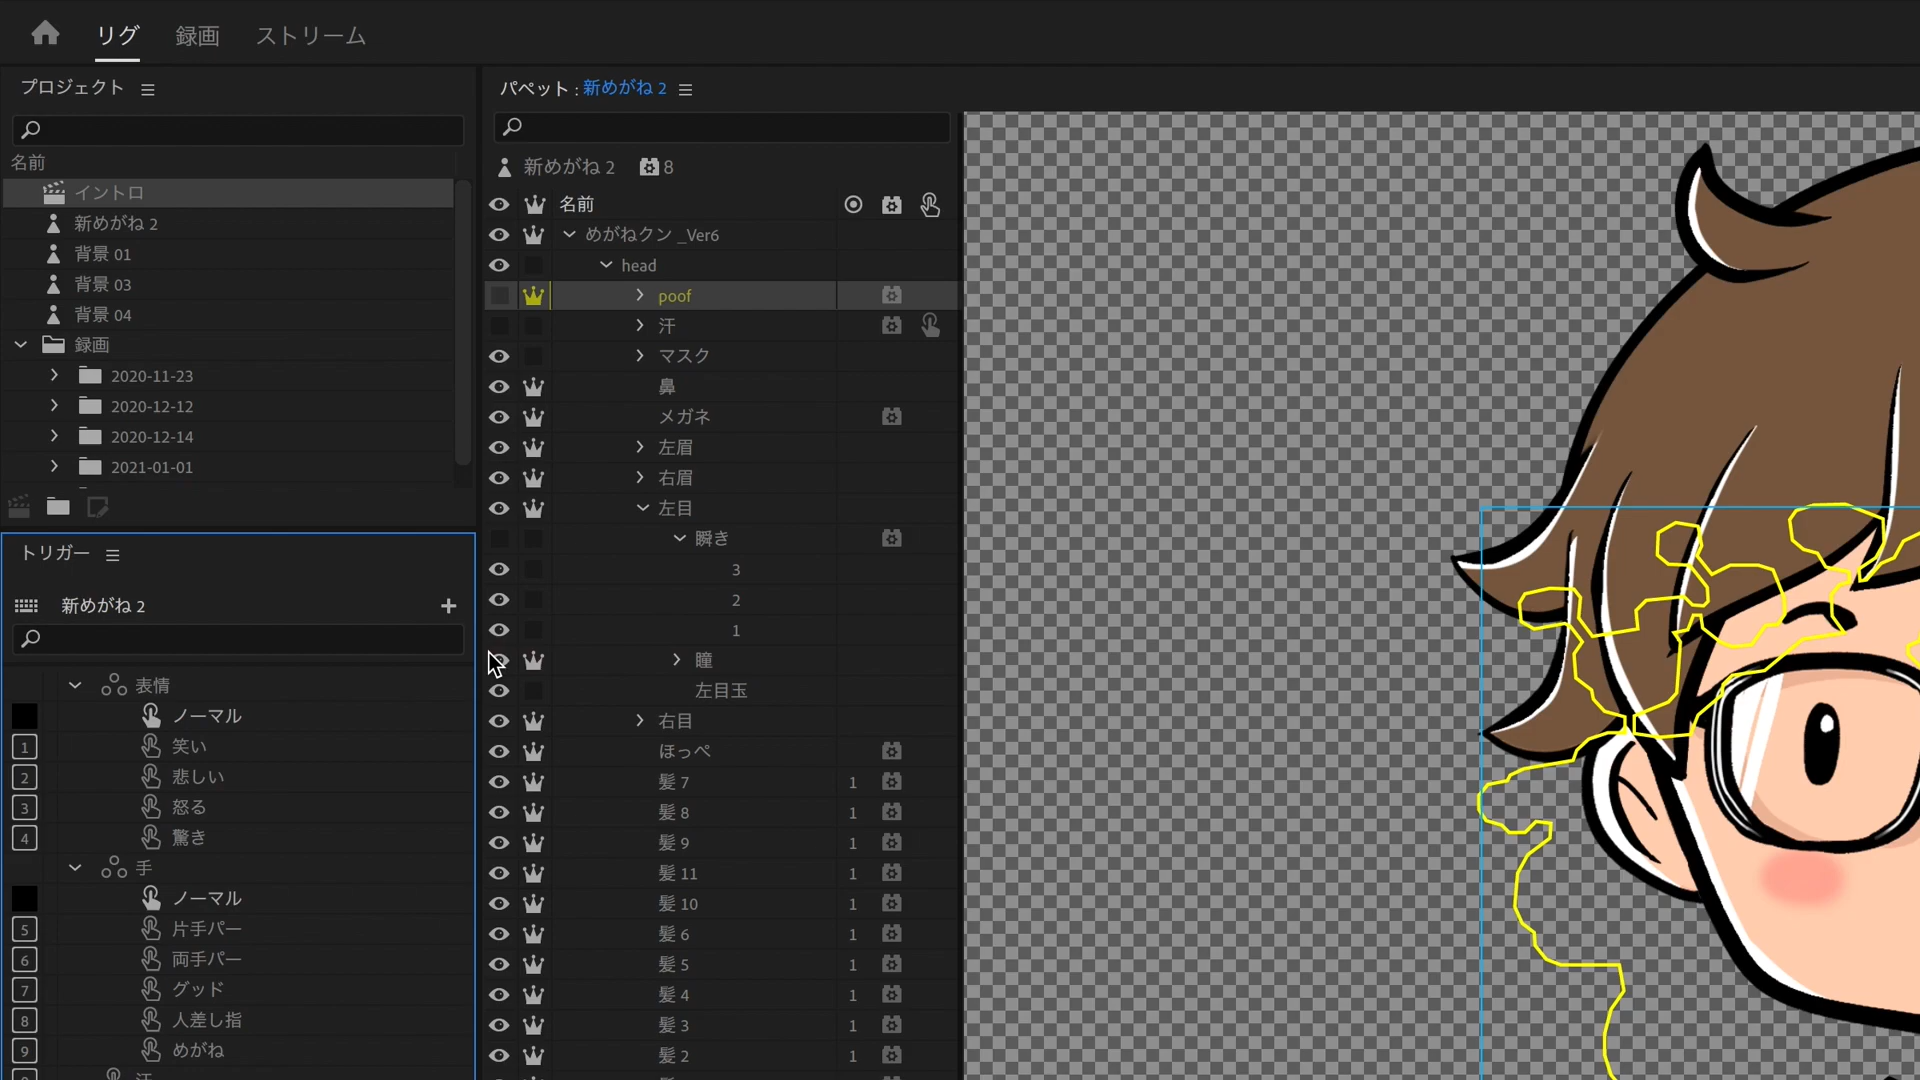 リグ 録画 ストリーム
プロジェクト
名前
イントロ
新めがね 2
背景 01
背景 03
背景 04
録画
2020-11-23
2020-12-12
2020-12-14
2021-01-01
トリガー
新めがね 2
表情
ノーマル
1 笑い
2 悲しい
3 怒る
4 驚き
手
ノーマル
5 片手パー
6 両手パー
7 グッド
8 人差し指
9 めがね
パペット : 新めがね 2
新めがね 2 8
名前
めがねクン _Ver6
head
poof
汗
マスク
鼻
メガネ
左眉
右眉
左目
瞬き
3
2
1
瞳
左目玉
右目
ほっぺ
髪 7 1
髪 8 1
髪 9 1
髪 11 1
髪 10 1
髪 6 1
髪 5 1
髪 4 1
髪 3 1
髪 2 1